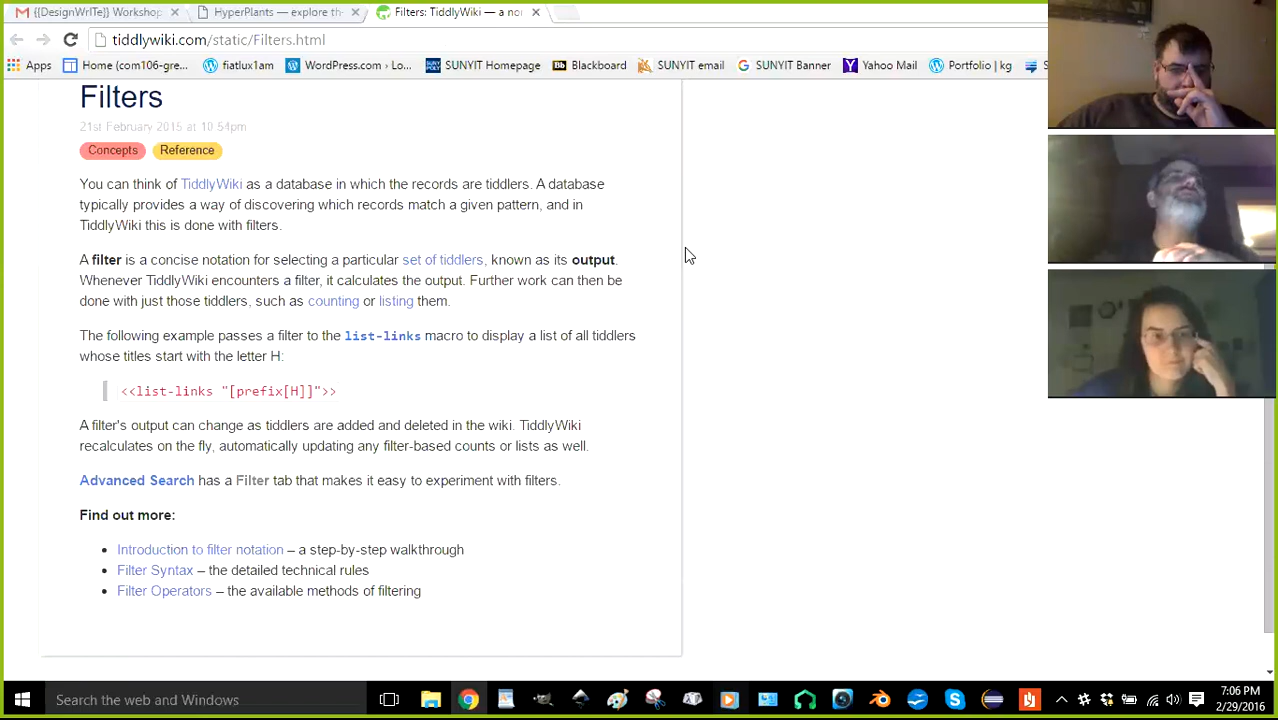 {{DesignWrITe}} Workshop
HyperPlants — explore th
Filters: TiddlyWiki — a no
tiddlywiki.com/static/Filters.html
Apps
Home (com106-gre...
fiatlux1am
WordPress.com › Lo...
SUNYIT Homepage
Blackboard
SUNYIT email
SUNYIT Banner
Yahoo Mail
Portfolio | kg
Filters
21st February 2015 at 10:54pm
Concepts Reference
You can think of TiddlyWiki as a database in which the records are tiddlers. A database
typically provides a way of discovering which records match a given pattern, and in
TiddlyWiki this is done with filters.
A filter is a concise notation for selecting a particular set of tiddlers, known as its output.
Whenever TiddlyWiki encounters a filter, it calculates the output. Further work can then be
done with just those tiddlers, such as counting or listing them.
The following example passes a filter to the list-links macro to display a list of all tiddlers
whose titles start with the letter H:
<<list-links "[prefix[H]]">>
A filter's output can change as tiddlers are added and deleted in the wiki. TiddlyWiki
recalculates on the fly, automatically updating any filter-based counts or lists as well.
Advanced Search has a Filter tab that makes it easy to experiment with filters.
Find out more:
• Introduction to filter notation – a step-by-step walkthrough
• Filter Syntax – the detailed technical rules
• Filter Operators – the available methods of filtering
Search the web and Windows
7:06 PM
2/29/2016